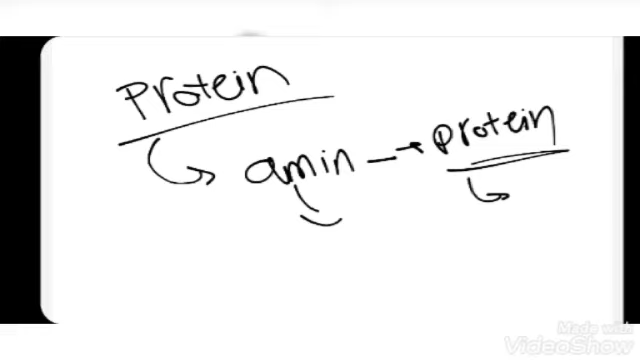 Protein
amin → protein
Made with
VideoShow